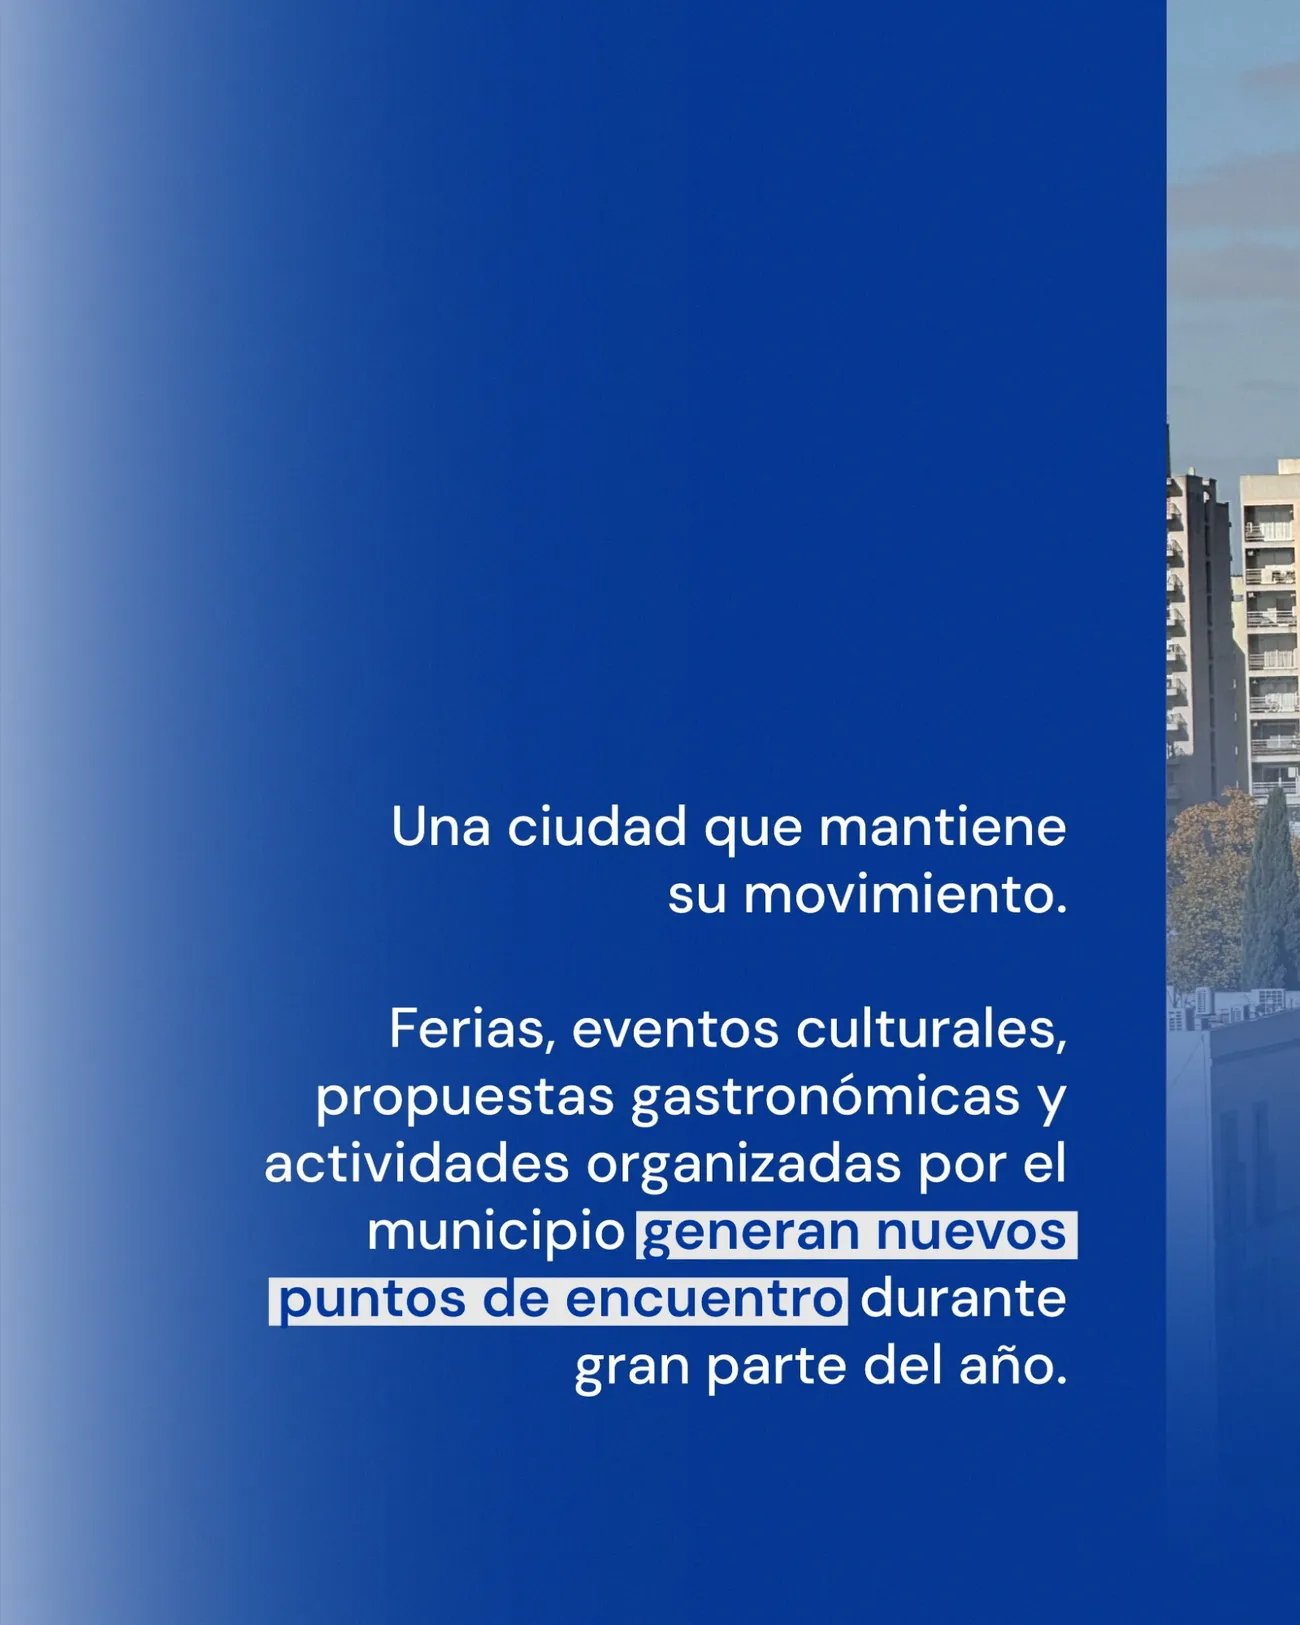 Una ciudad que mantiene
su movimiento.
Ferias, eventos culturales,
propuestas gastronómicas y
actividades organizadas por el
municipio generan nuevos
puntos de encuentro durante
gran parte del año.